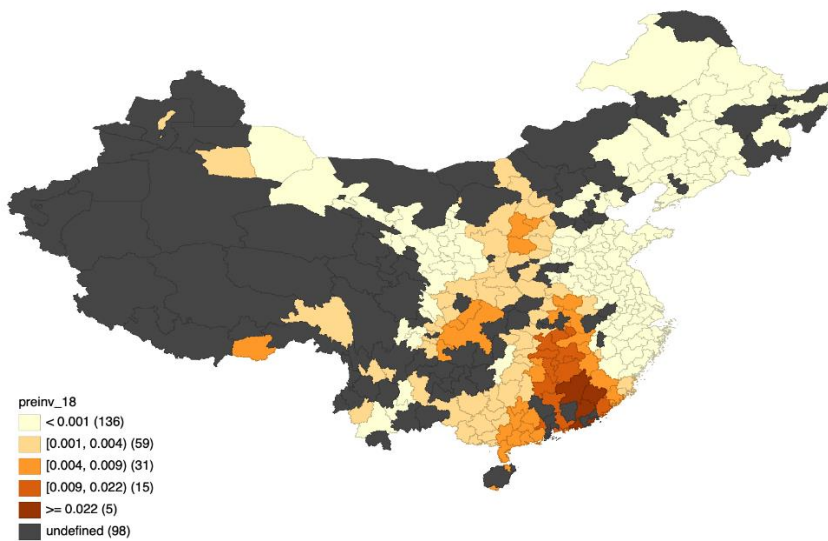 preinv_18
< 0.001 (136)
[0.001, 0.004) (59)
[0.004, 0.009) (31)
[0.009, 0.022) (15)
>= 0.022 (5)
undefined (98)